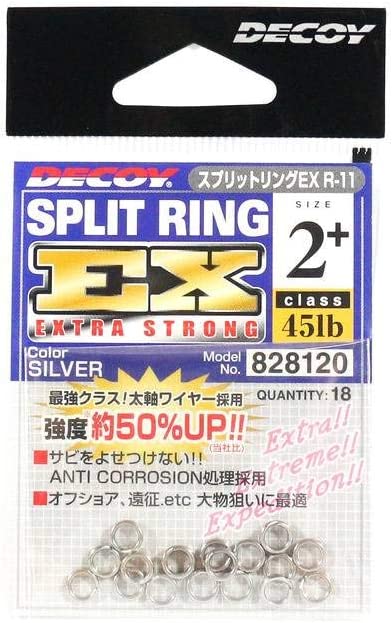 DECOY
DECOY®
スプリットリングEX R-11
SPLIT RING
SIZE
2+
EX
EXTRA STRONG
class
45lb
Color
SILVER
Model
No. 828120
QUANTITY: 18
最強クラス!太軸ワイヤー採用
強度 約50%UP!!
(当社比)
■サビをよせつけない!!
ANTI CORROSION処理採用
■オフショア、遠征.etc 大物狙いに最適
Extra!!
Extreme!!
Expedition!!